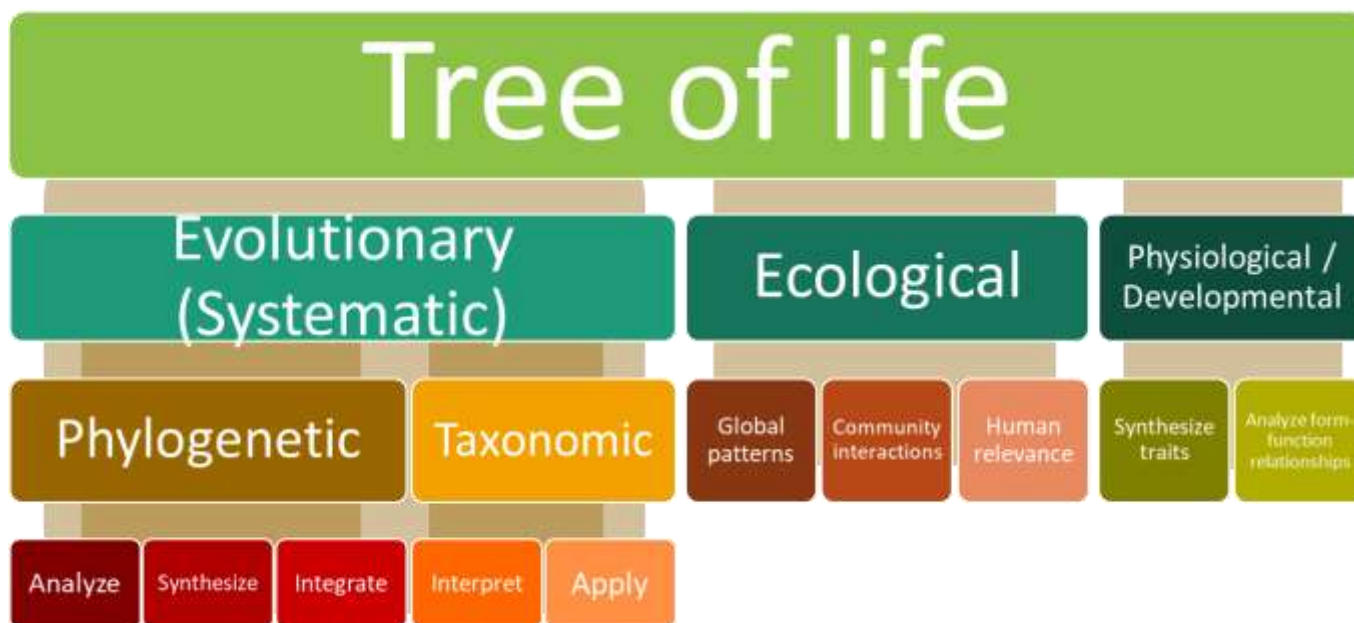 Tree of life
Evolutionary
(Systematic)
Ecological
Physiological /
Developmental
Phylogenetic
Taxonomic
Global
patterns
Community
interactions
Human
relevance
Synthesize
traits
Analyze form-
function
relationships
Analyze
Synthesize
Integrate
Interpret
Apply